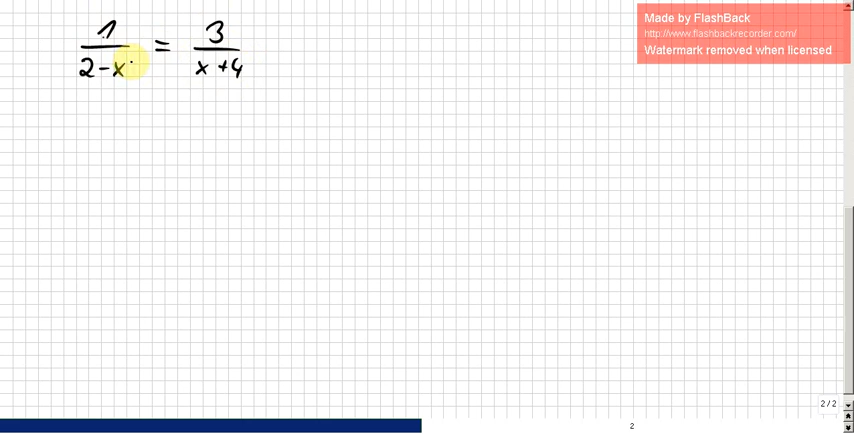 1/(2-x) = 3/(x+4)
Made by FlashBack
http://www.flashbackrecorder.com/
Watermark removed when licensed
2/2
2